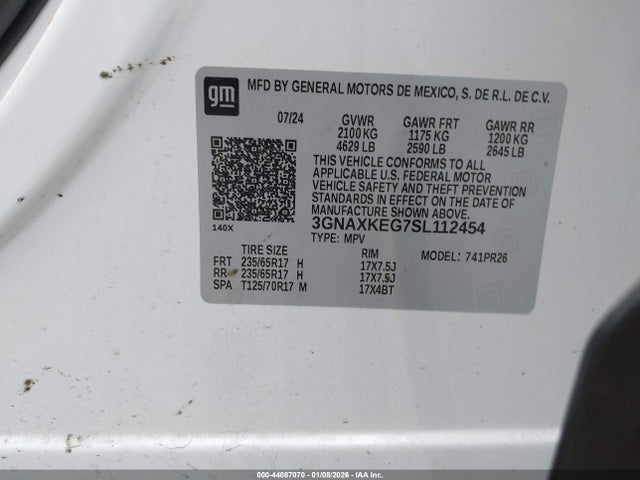 gm
MFD BY GENERAL MOTORS DE MEXICO, S. DE R.L. DE C.V.
07/24 GVWR GAWR FRT GAWR RR
2100 KG 1175 KG 1200 KG
4629 LB 2590 LB 2645 LB
THIS VEHICLE CONFORMS TO ALL
APPLICABLE U.S. FEDERAL MOTOR
VEHICLE SAFETY AND THEFT PREVENTION
STANDARDS IN EFFECT ON THE DATE OF
MANUFACTURE SHOWN ABOVE.
140X
3GNAXKEG7SL112454
TYPE: MPV
TIRE SIZE RIM MODEL: 741PR26
FRT 235/65R17 H 17X7.5J
RR 235/65R17 H 17X7.5J
SPA T125/70R17 M 17X4BT
000-44087070 - 01/08/2026 - IAA Inc.